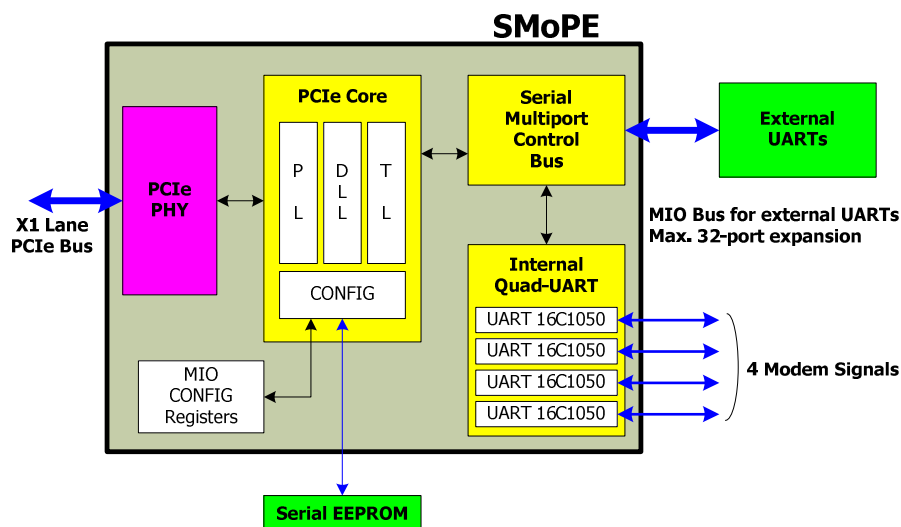 SMoPE
PCIe Core
P L
D L L
T L
CONFIG
PCIe
PHY
X1 Lane
PCIe Bus
MIO
CONFIG
Registers
Serial
Multiport
Control
Bus
External
UARTs
MIO Bus for external UARTs
Max. 32-port expansion
Internal
Quad-UART
UART 16C1050
UART 16C1050
UART 16C1050
UART 16C1050
4 Modem Signals
Serial EEPROM